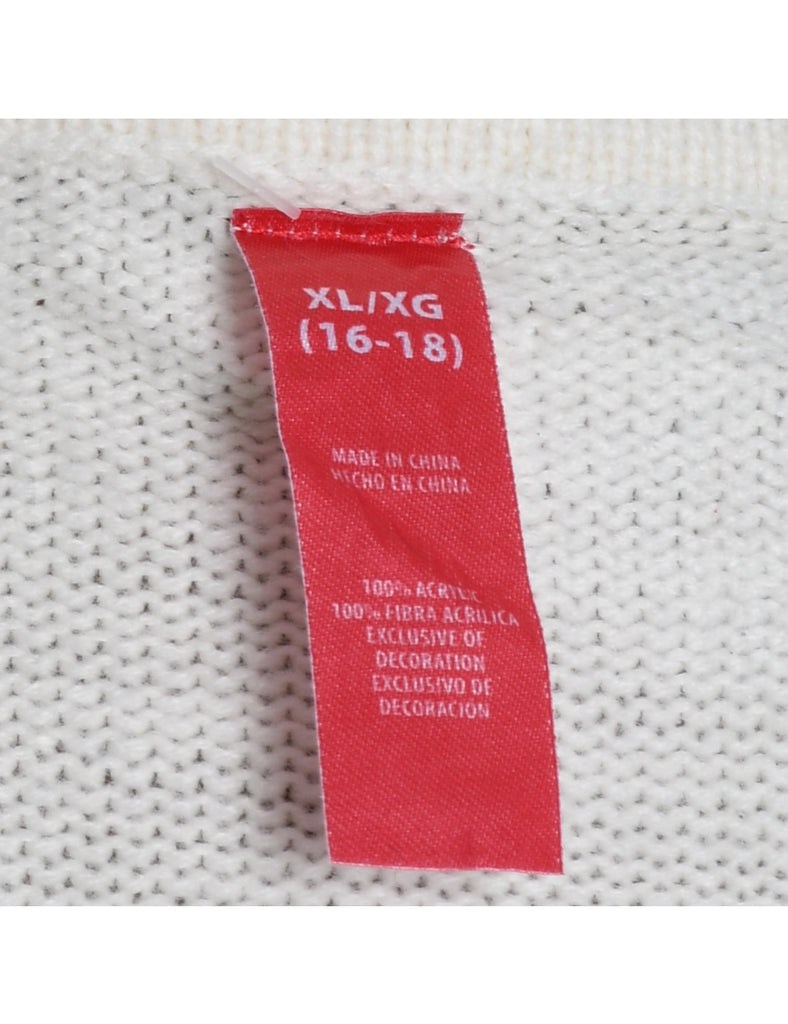 XL/XG
(16-18)
MADE IN CHINA
HECHO EN CHINA
100% ACRYLIC
100% FIBRA ACRILICA
EXCLUSIVE OF
DECORATION
EXCLUSIVO DE
DECORACION